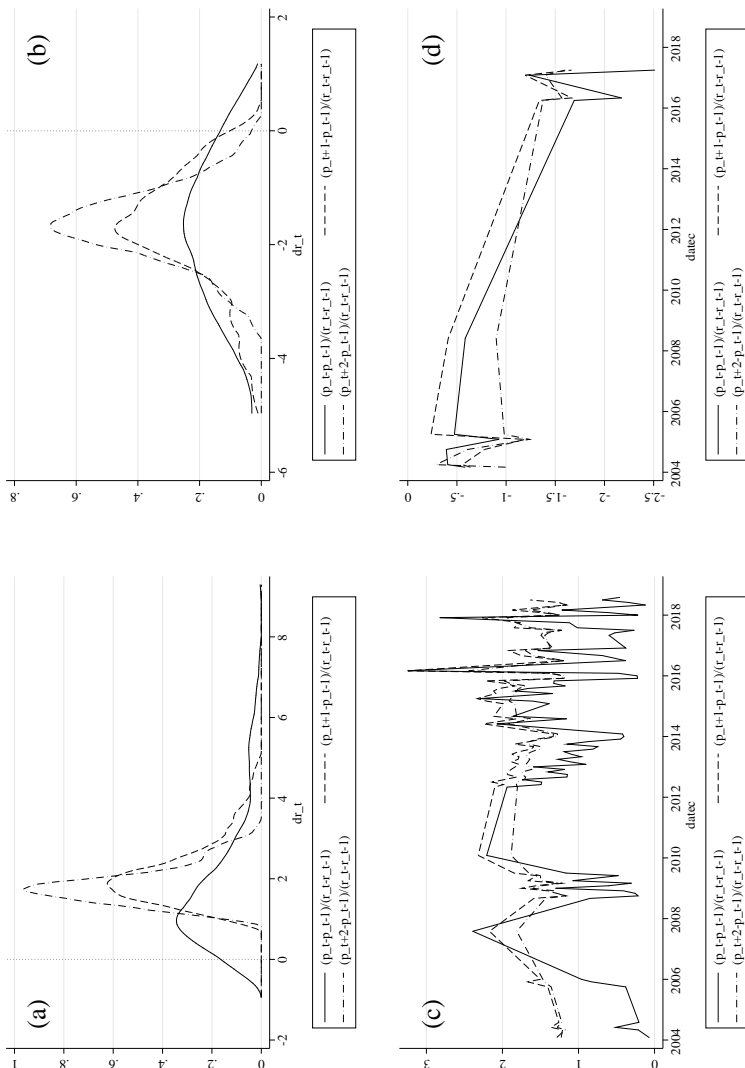 (a)
1
.8
.6
.4
.2
0
-2 0 2 4 6 8
dr_t
(p_t-p_t-1)/(r_t-r_t-1) (p_t+1-p_t-1)/(r_t-r_t-1)
(p_t+2-p_t-1)/(r_t-r_t-1)
(b)
.8
.6
.4
.2
0
-6 -4 -2 0 2
dr_t
(p_t-p_t-1)/(r_t-r_t-1) (p_t+1-p_t-1)/(r_t-r_t-1)
(p_t+2-p_t-1)/(r_t-r_t-1)
(c)
3
2
1
0
2004 2006 2008 2010 2012 2014 2016 2018
datec
(p_t-p_t-1)/(r_t-r_t-1) (p_t+1-p_t-1)/(r_t-r_t-1)
(p_t+2-p_t-1)/(r_t-r_t-1)
(d)
0
-.5
-1
-1.5
-2
-2.5
2004 2006 2008 2010 2012 2014 2016 2018
datec
(p_t-p_t-1)/(r_t-r_t-1) (p_t+1-p_t-1)/(r_t-r_t-1)
(p_t+2-p_t-1)/(r_t-r_t-1)